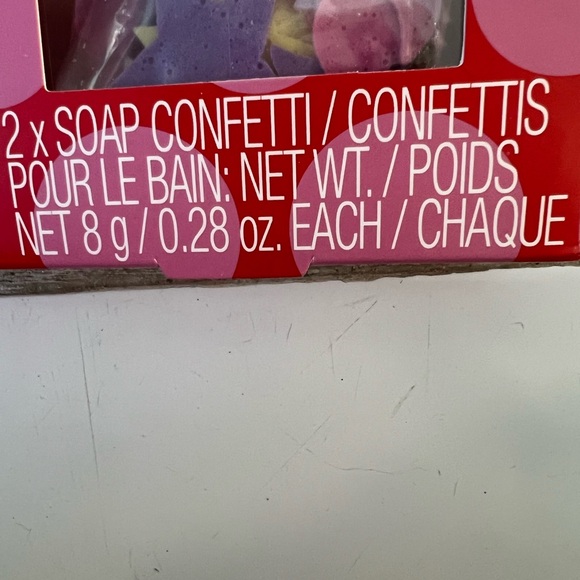 2 x SOAP CONFETTI / CONFETTIS
POUR LE BAIN: NET WT. / POIDS
NET 8 g / 0.28 oz. EACH / CHAQUE